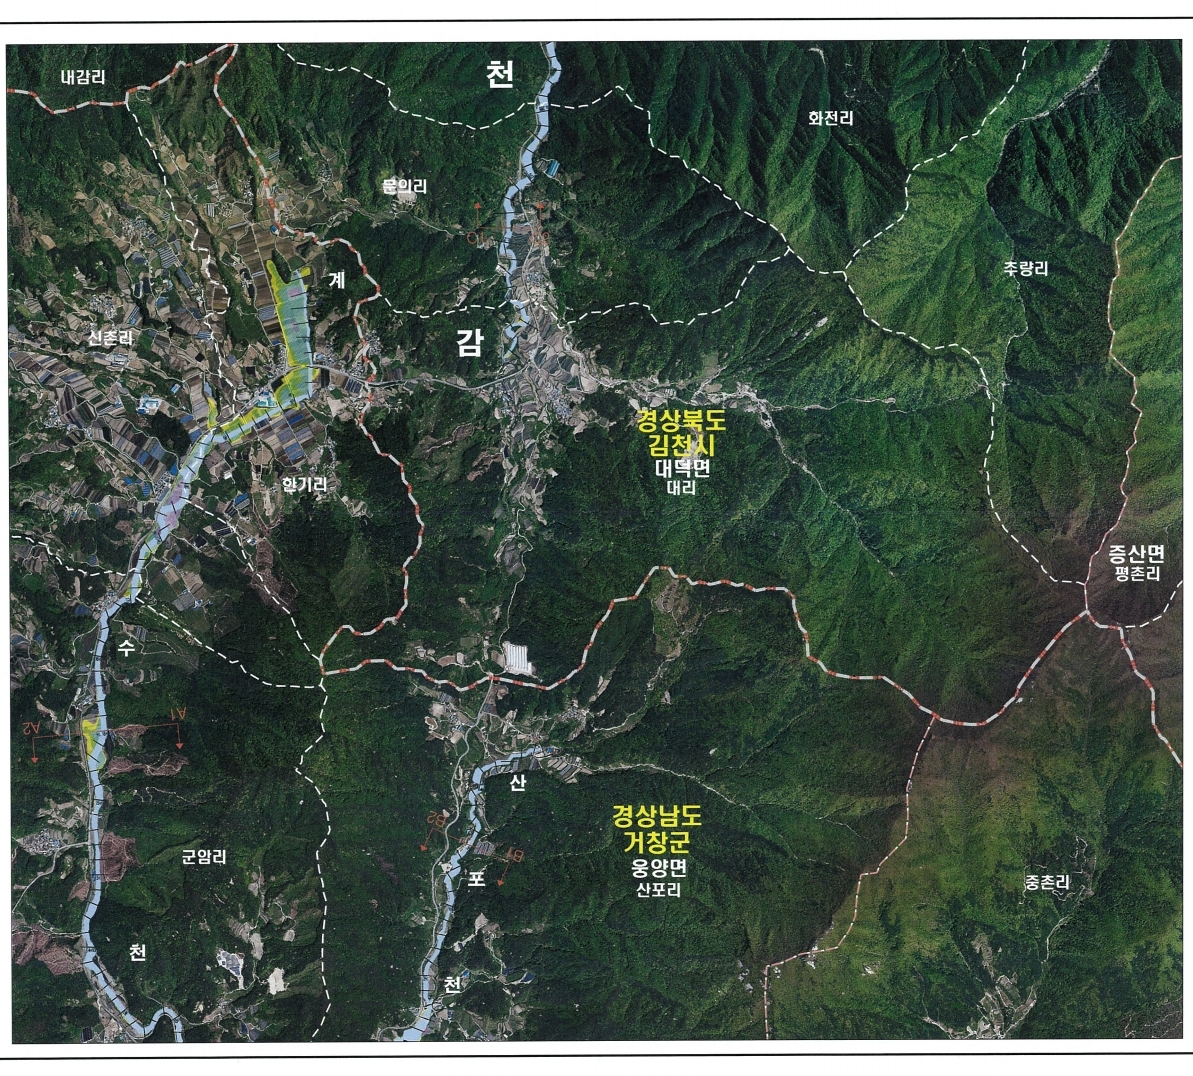 내감리
천
화전리
문의리
계
추량리
신촌리
감
경상북도
김천시
대덕면
대리
한기리
증산면
평촌리
수
A1
A2
산
경상남도
거창군
웅양면
산포리
B2
B1
군암리
포
중촌리
천
천